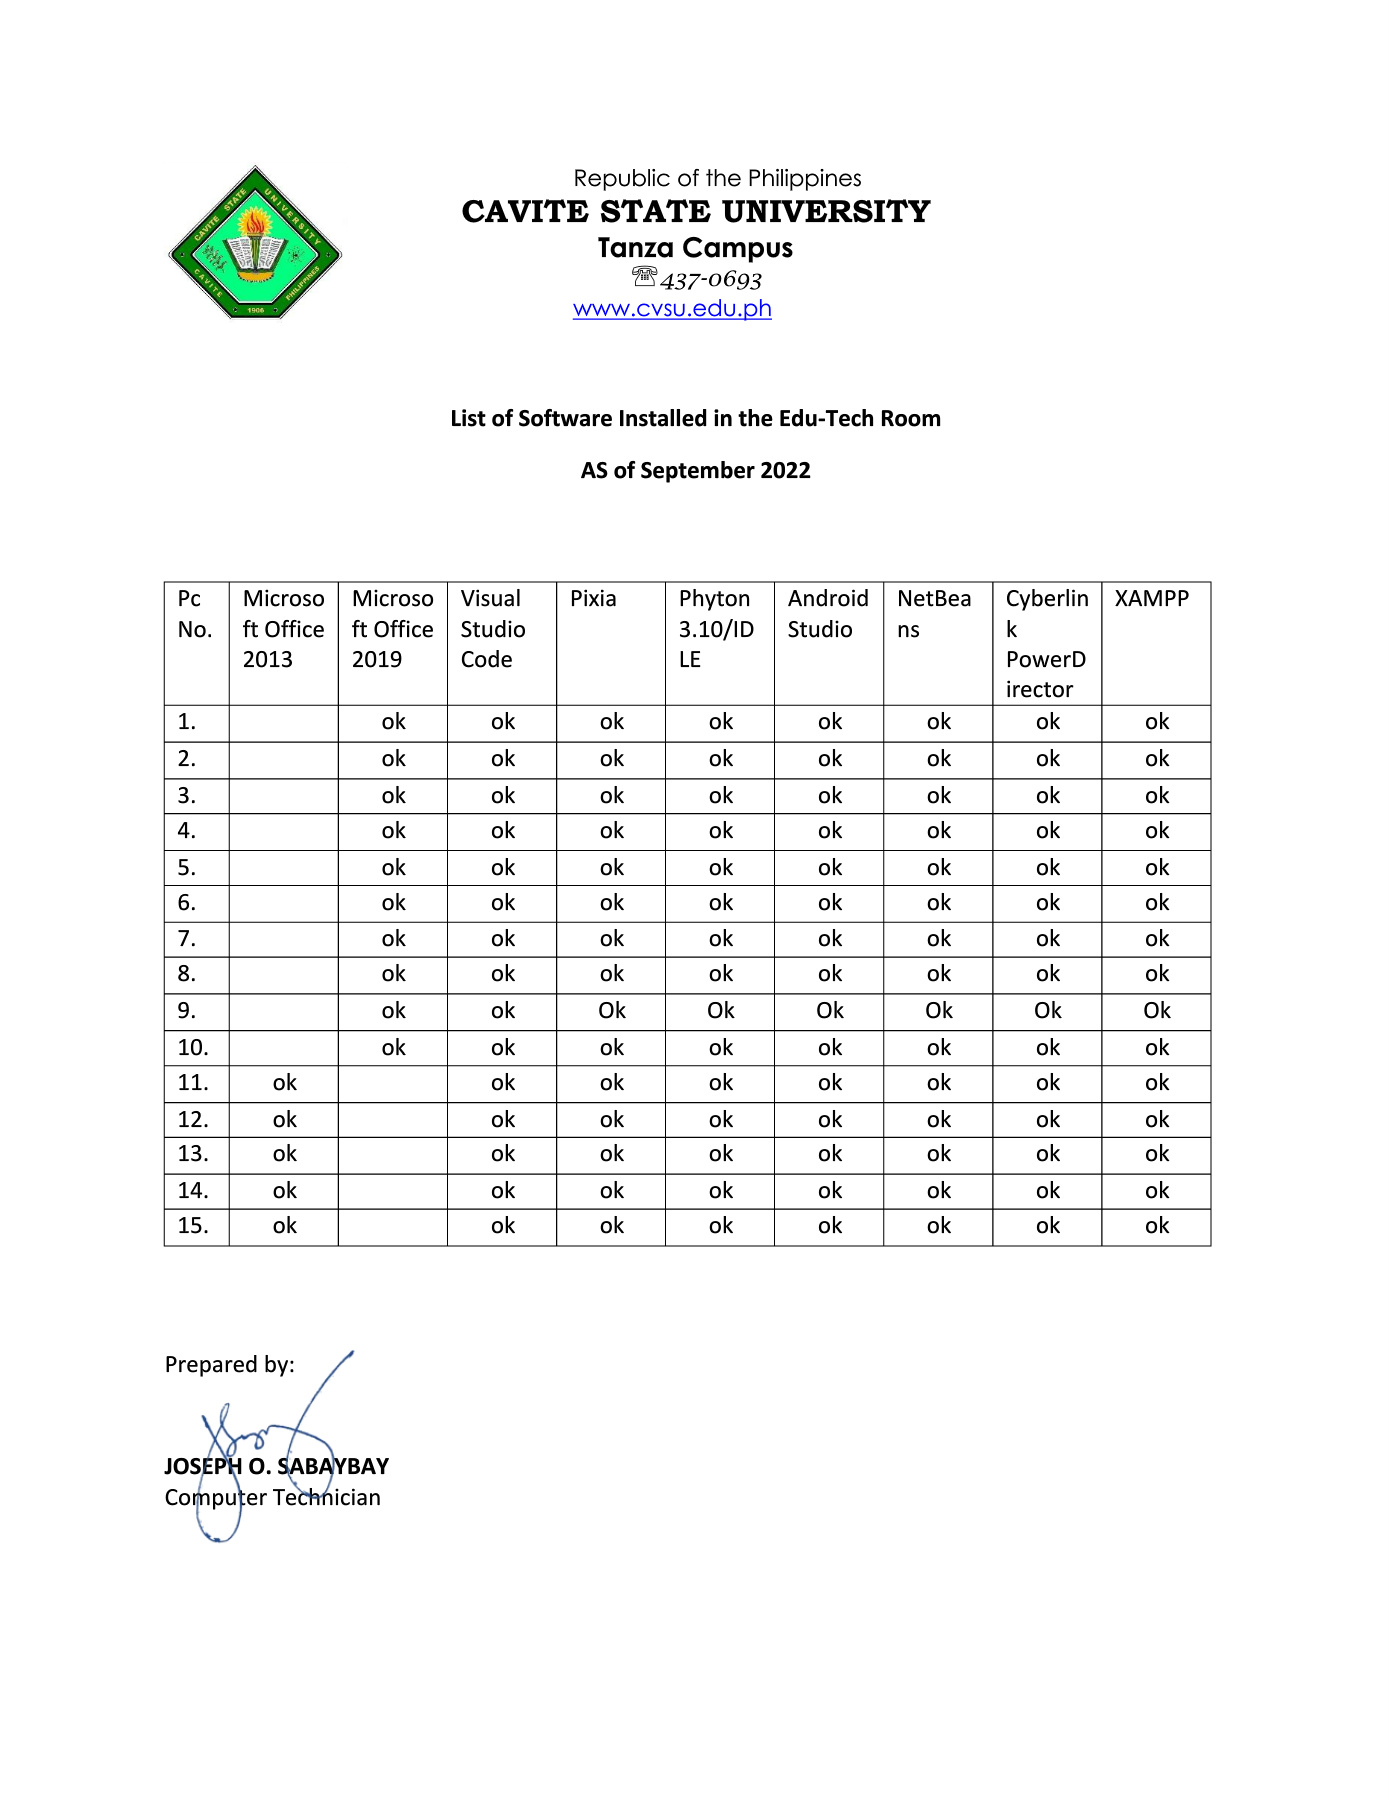 CAVITE STATE UNIVERSITY
CAVITE PHILIPPINES
1906
Republic of the Philippines
CAVITE STATE UNIVERSITY
Tanza Campus
☏437-0693
www.cvsu.edu.ph
List of Software Installed in the Edu-Tech Room
AS of September 2022
Pc No. Microsoft Office 2013 Microsoft Office 2019 Visual Studio Code Pixia Phyton 3.10/IDLE Android Studio NetBeans Cyberlink PowerDirector XAMPP
1. ok ok ok ok ok ok ok ok
2. ok ok ok ok ok ok ok ok
3. ok ok ok ok ok ok ok ok
4. ok ok ok ok ok ok ok ok
5. ok ok ok ok ok ok ok ok
6. ok ok ok ok ok ok ok ok
7. ok ok ok ok ok ok ok ok
8. ok ok ok ok ok ok ok ok
9. ok ok Ok Ok Ok Ok Ok Ok
10. ok ok ok ok ok ok ok ok
11. ok ok ok ok ok ok ok ok
12. ok ok ok ok ok ok ok ok
13. ok ok ok ok ok ok ok ok
14. ok ok ok ok ok ok ok ok
15. ok ok ok ok ok ok ok ok
Prepared by:
JOSEPH O. SABAYBAY
Computer Technician